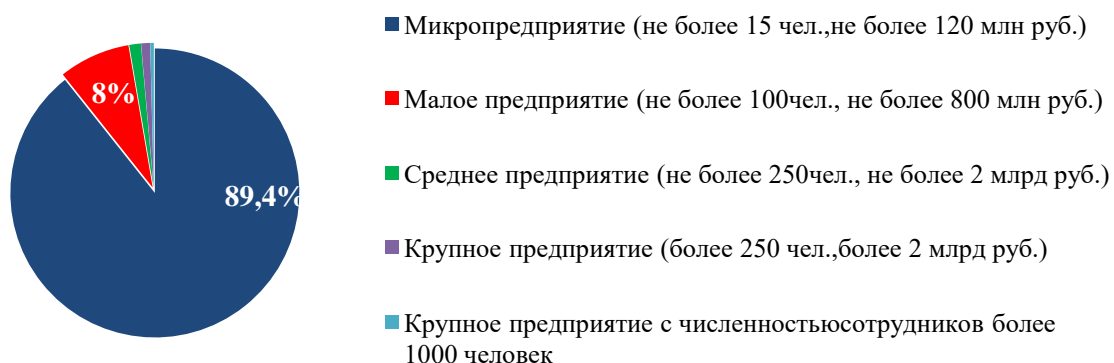 Микропредприятие (не более 15 чел.,не более 120 млн руб.)
8%
Малое предприятие (не более 100чел., не более 800 млн руб.)
Среднее предприятие (не более 250чел., не более 2 млрд руб.)
89,4%
Крупное предприятие (более 250 чел.,более 2 млрд руб.)
Крупное предприятие с численностьюсотрудников более
1000 человек